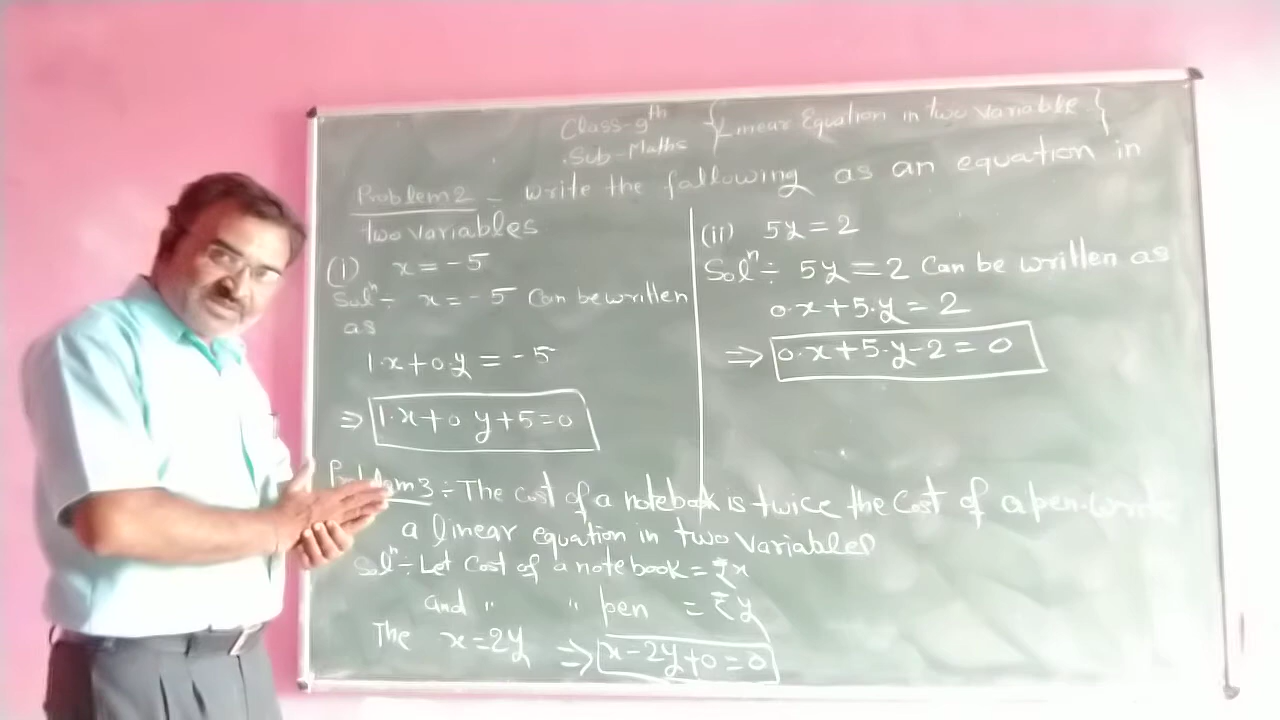 Class-9th {Linear Equation in two Variable}
Sub-Maths
Problem 2 - write the following as an equation in
two variables
(i) x = -5
Solⁿ ÷ x = -5 Can be written
as
1·x + 0·y = -5
⇒ 1·x + 0 y + 5 = 0
(ii) 5y = 2
Solⁿ ÷ 5y = 2 Can be written as
0·x + 5·y = 2
⇒ 0·x + 5·y - 2 = 0
Problem 3 ÷ The cost of a notebook is twice the cost of a pen. write
a linear equation in two variables
Solⁿ ÷ Let cost of a notebook = ₹x
and " " pen = ₹y
The x = 2y ⇒ x - 2y + 0 = 0